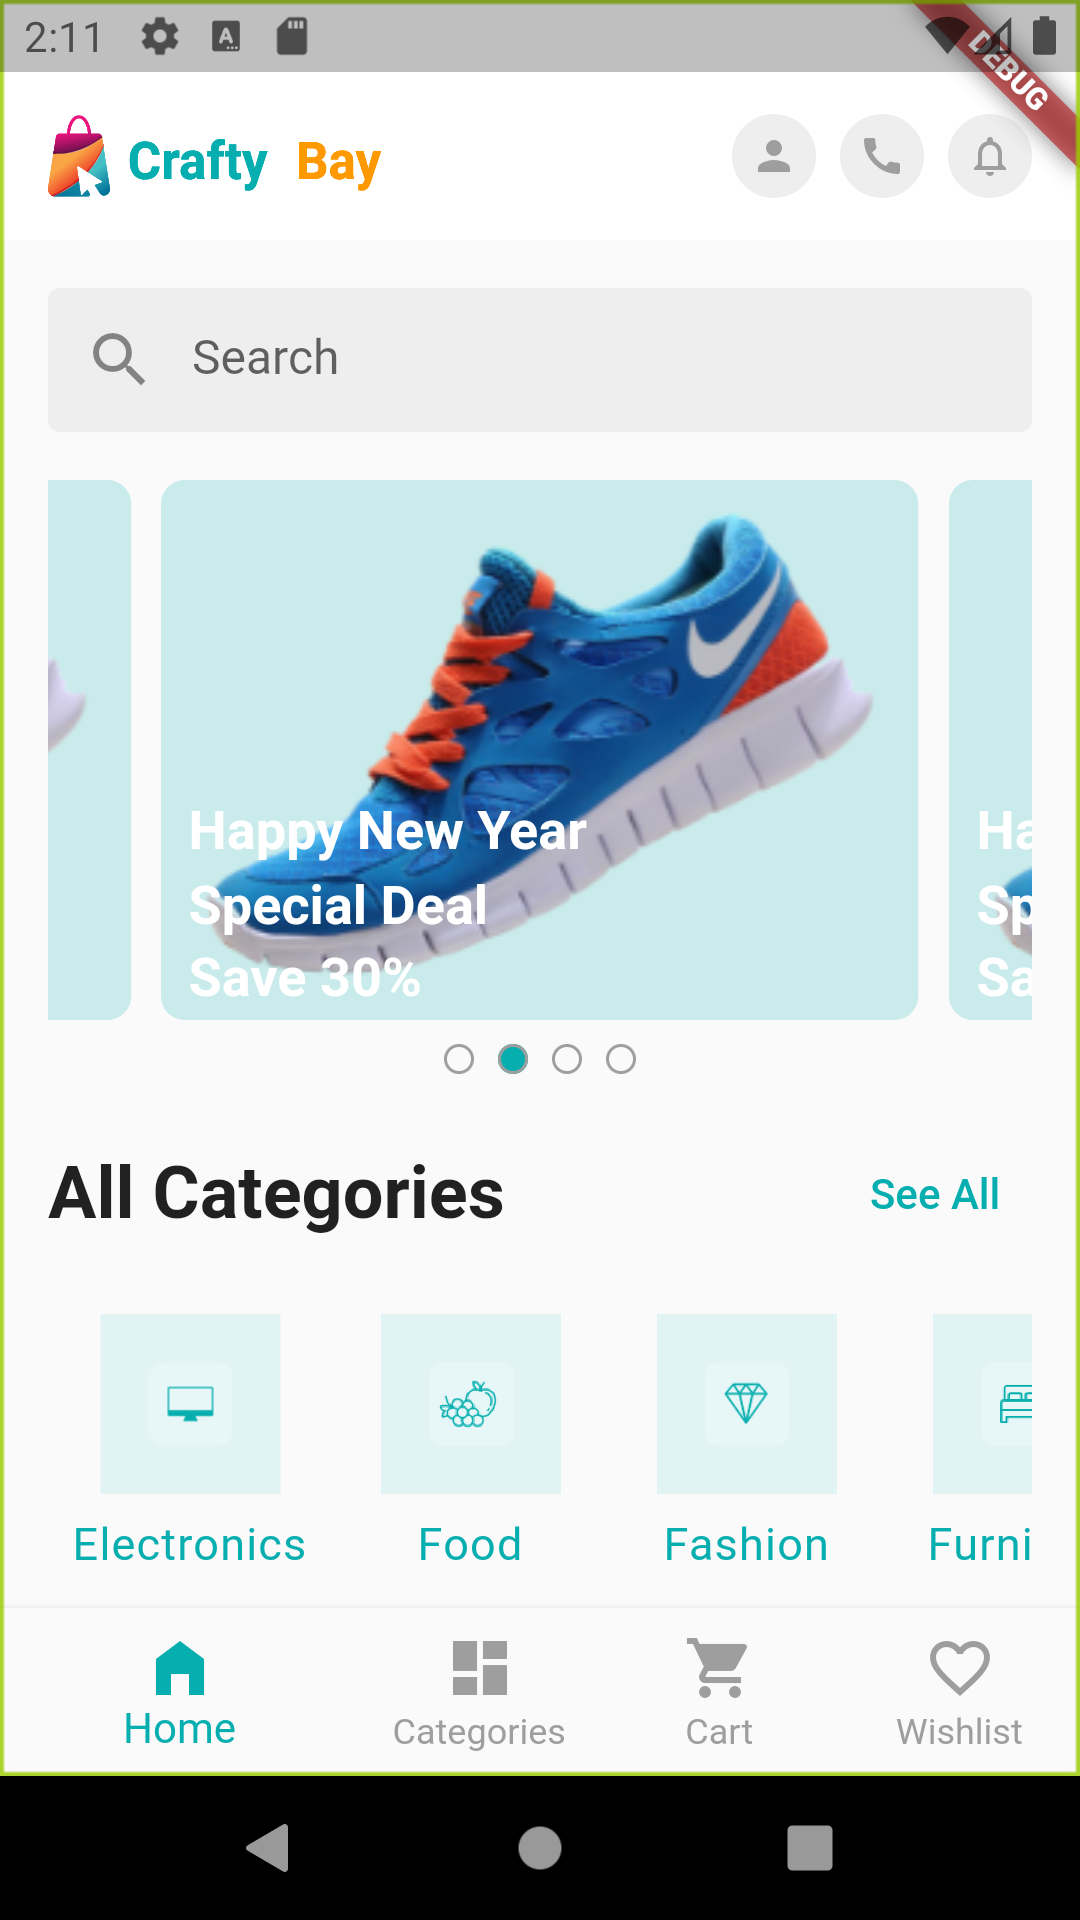 2:11
DEBUG
Crafty Bay
Search
Happy New Year
Special Deal
Save 30%
Ha
Sp
Sa
All Categories
See All
Electronics
Food
Fashion
Furni
Home
Categories
Cart
Wishlist